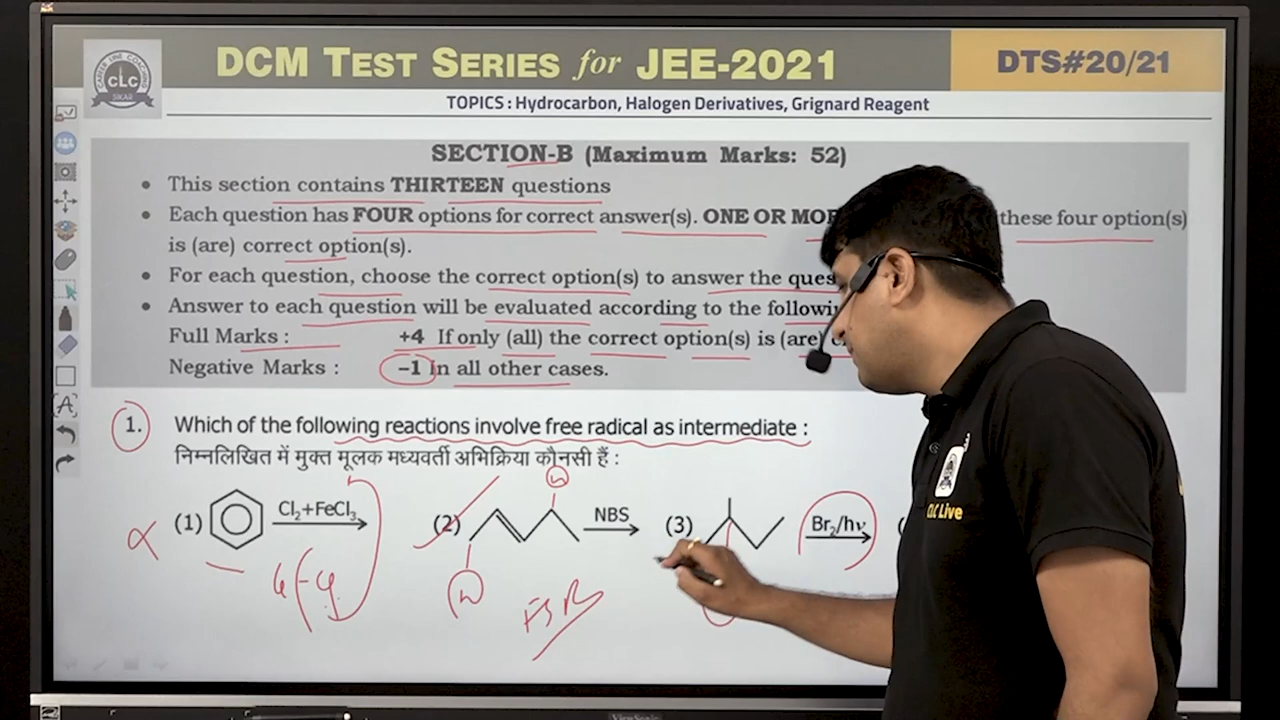 DCM TEST SERIES for JEE-2021
DTS#20/21
CLC
SIKAR
TOPICS : Hydrocarbon, Halogen Derivatives, Grignard Reagent
SECTION-B (Maximum Marks: 52)
• This section contains THIRTEEN questions
• Each question has FOUR options for correct answer(s). ONE OR these four option(s)
is (are) correct option(s).
• For each question, choose the correct option(s) to answer the
• Answer to each question will be evaluated according to the
Full Marks : +4 If only (all) the correct option(s) is (are)
Negative Marks : –1 In all other cases.
1. Which of the following reactions involve free radical as intermediate :
निम्नलिखित में मुक्त मूलक मध्यवर्ती अभिक्रिया कौनसी हैं :
(1) Cl₂+FeCl₃ (2) NBS (3) Br₂/hν
CLC Live